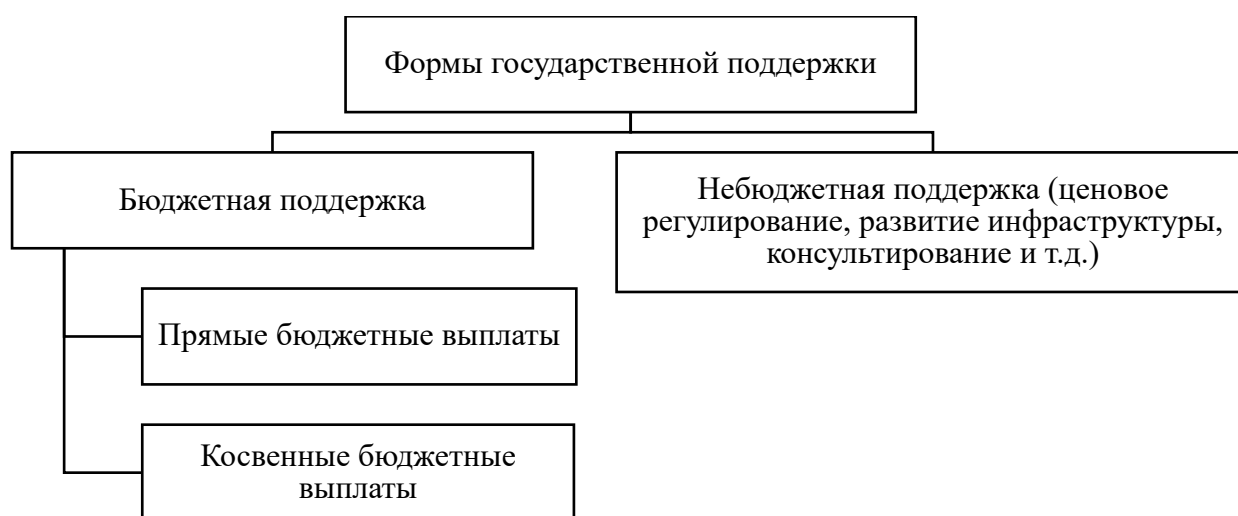 Формы государственной поддержки
Бюджетная поддержка
Небюджетная поддержка (ценовое
регулирование, развитие инфраструктуры,
консультирование и т.д.)
Прямые бюджетные выплаты
Косвенные бюджетные
выплаты